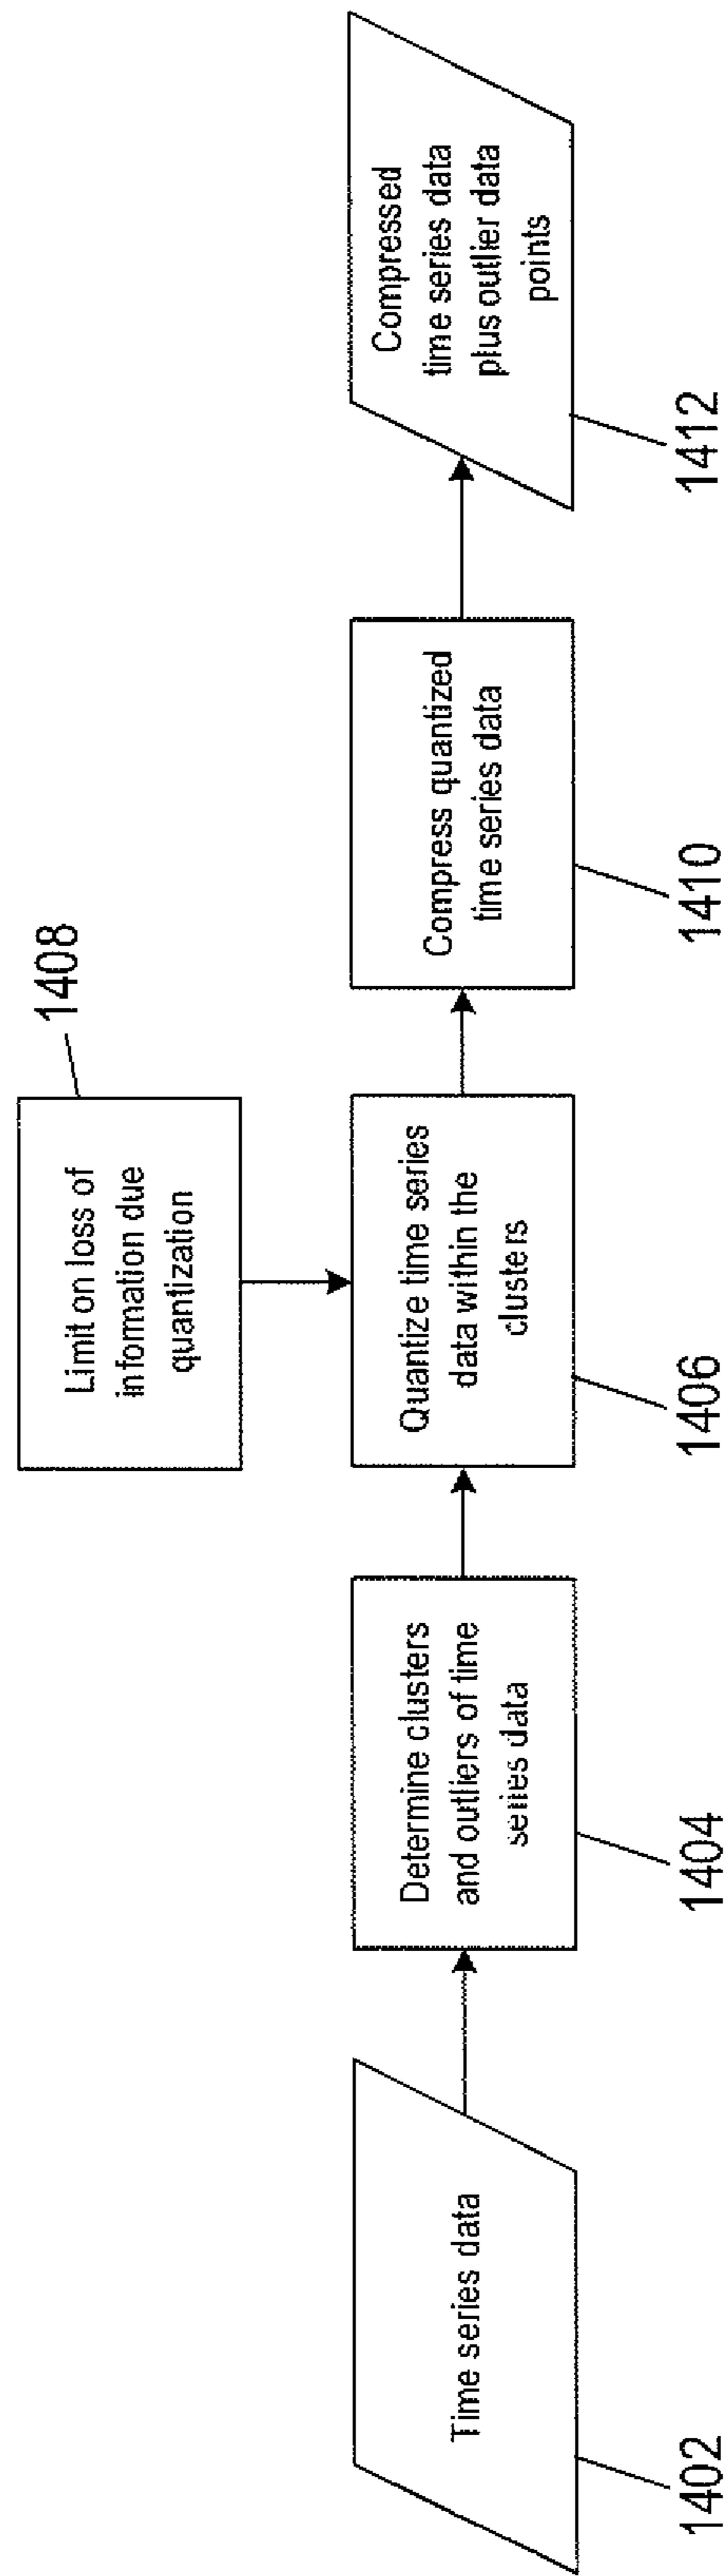 Limit on loss of
information due
quantization
1408
Time series data
1402
Determine clusters
and outliers of time
series data
1404
Quantize time series
data within the
clusters
1406
Compress quantized
time series data
1410
Compressed
time series data
plus outlier data
points
1412